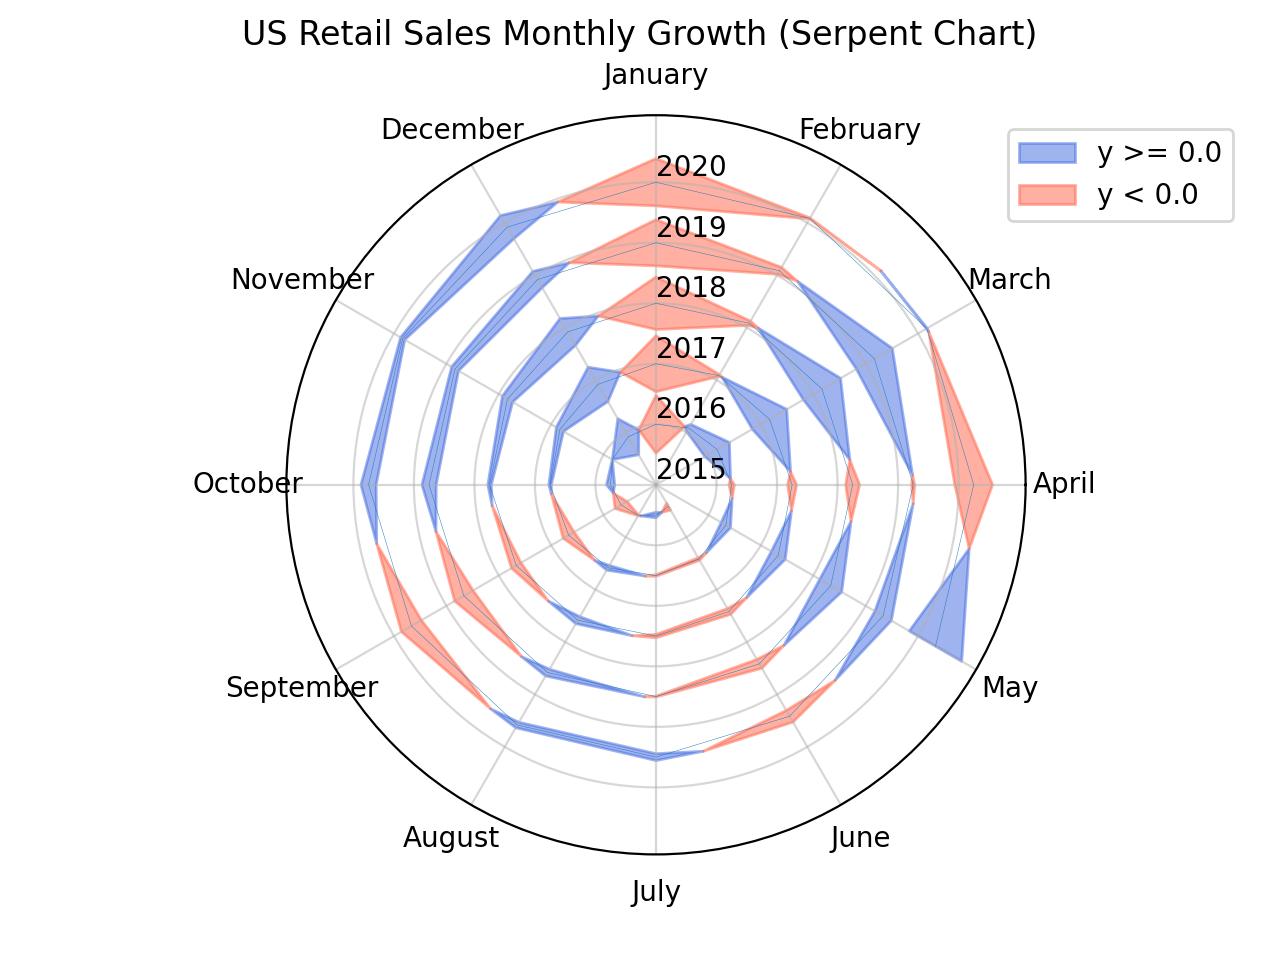 US Retail Sales Monthly Growth (Serpent Chart)
January
December
February
y >= 0.0
y < 0.0
2020
2019
November
March
2018
2017
2016
2015
October
April
September
May
August
June
July